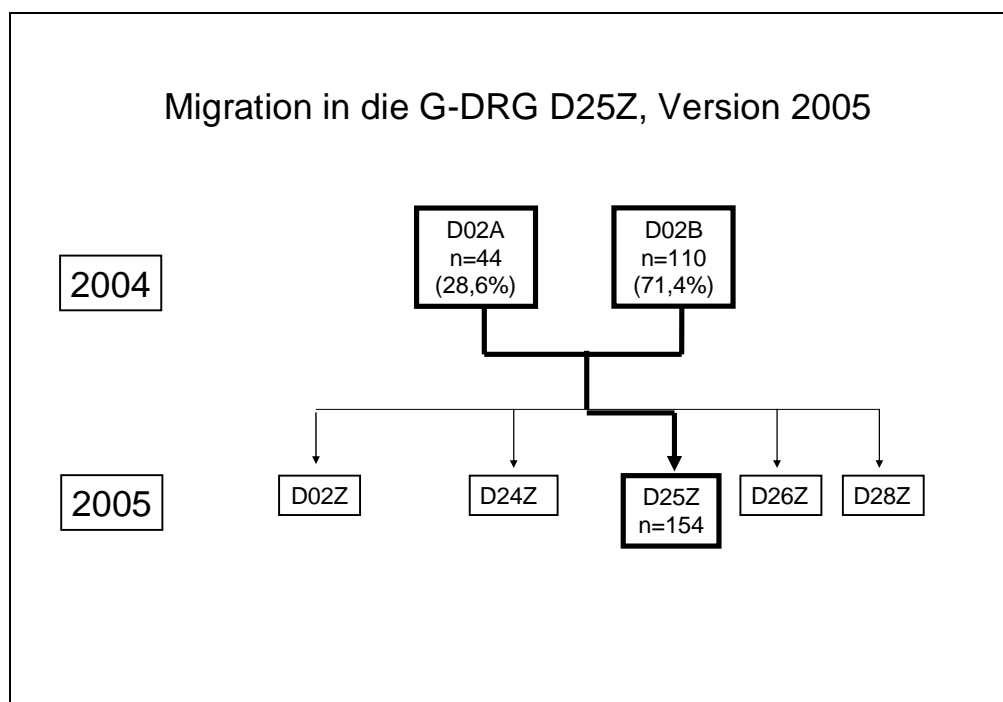 Migration in die G-DRG D25Z, Version 2005
2004
D02A
n=44
(28,6%)
D02B
n=110
(71,4%)
2005
D02Z
D24Z
D25Z
n=154
D26Z
D28Z